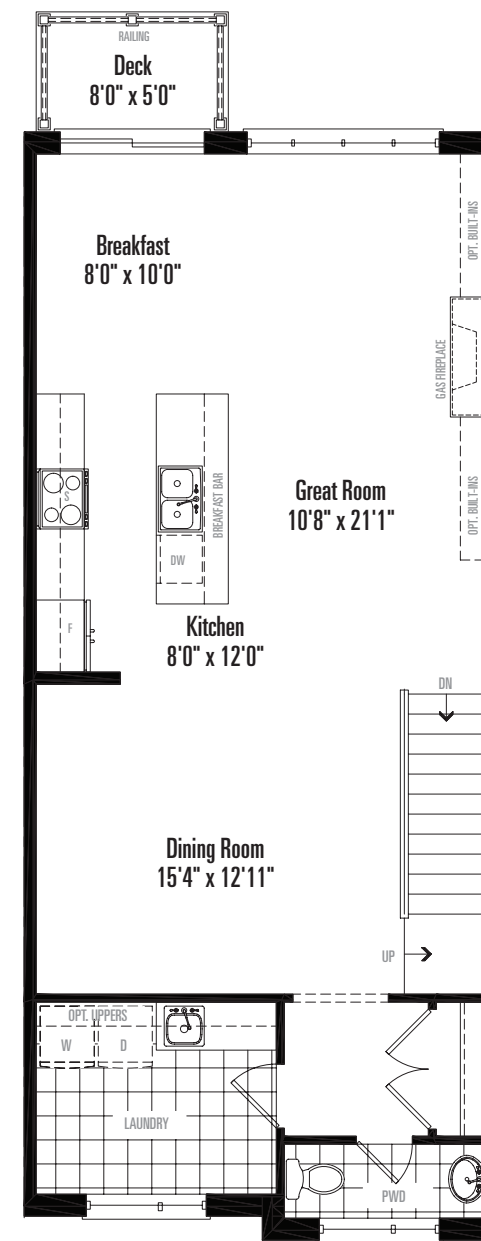 RAILING
Deck
8'0" x 5'0"
OPT. BUILT-INS
Breakfast
8'0" x 10'0"
GAS FIREPLACE
S
BREAKFAST BAR
Great Room
10'8" x 21'1"
OPT. BUILT-INS
DW
F
Kitchen
8'0" x 12'0"
DN
Dining Room
15'4" x 12'11"
UP
OPT. UPPERS
W
D
LAUNDRY
PWD